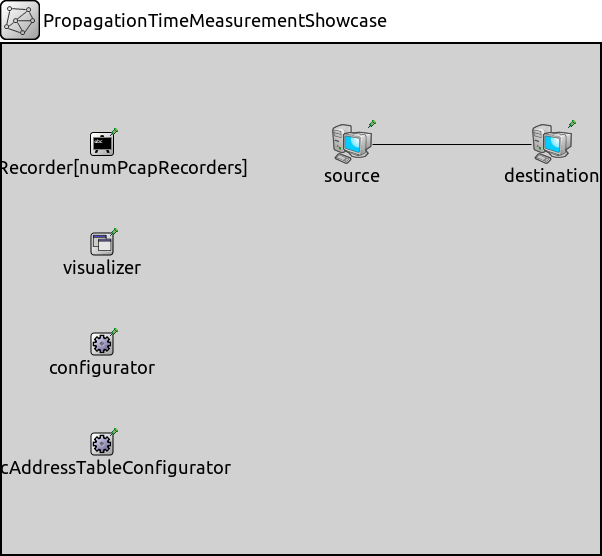 PropagationTimeMeasurementShowcase
Recorder[numPcapRecorders]
source
destination
visualizer
configurator
cAddressTableConfigurator